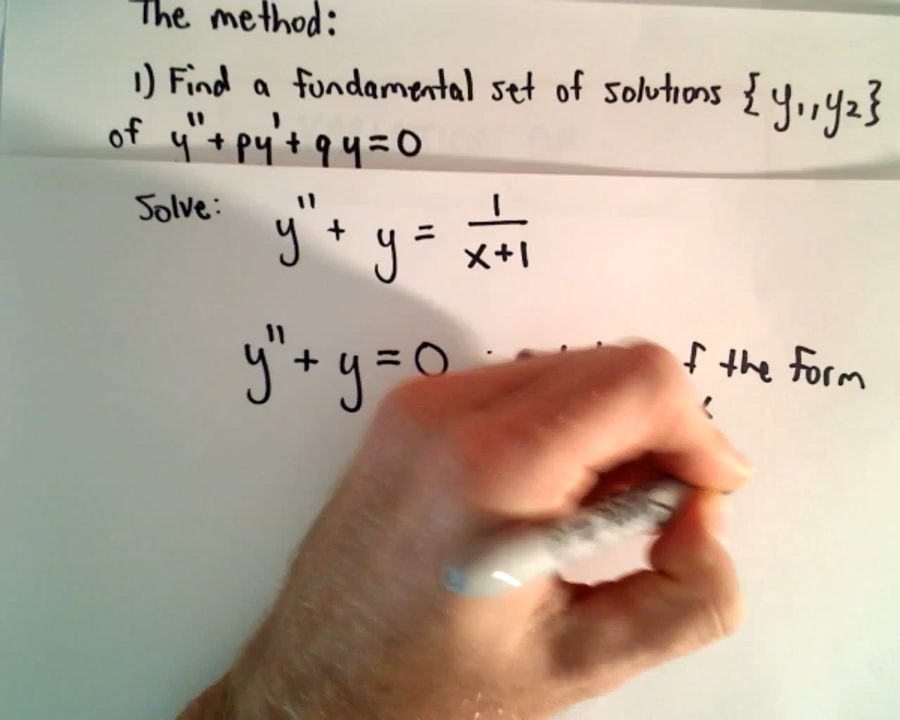 The method:
1) Find a fundamental set of solutions {y₁,y₂}
of y'' + py' + qy = 0
Solve: y'' + y = 1/(x+1)
y'' + y = 0 the form